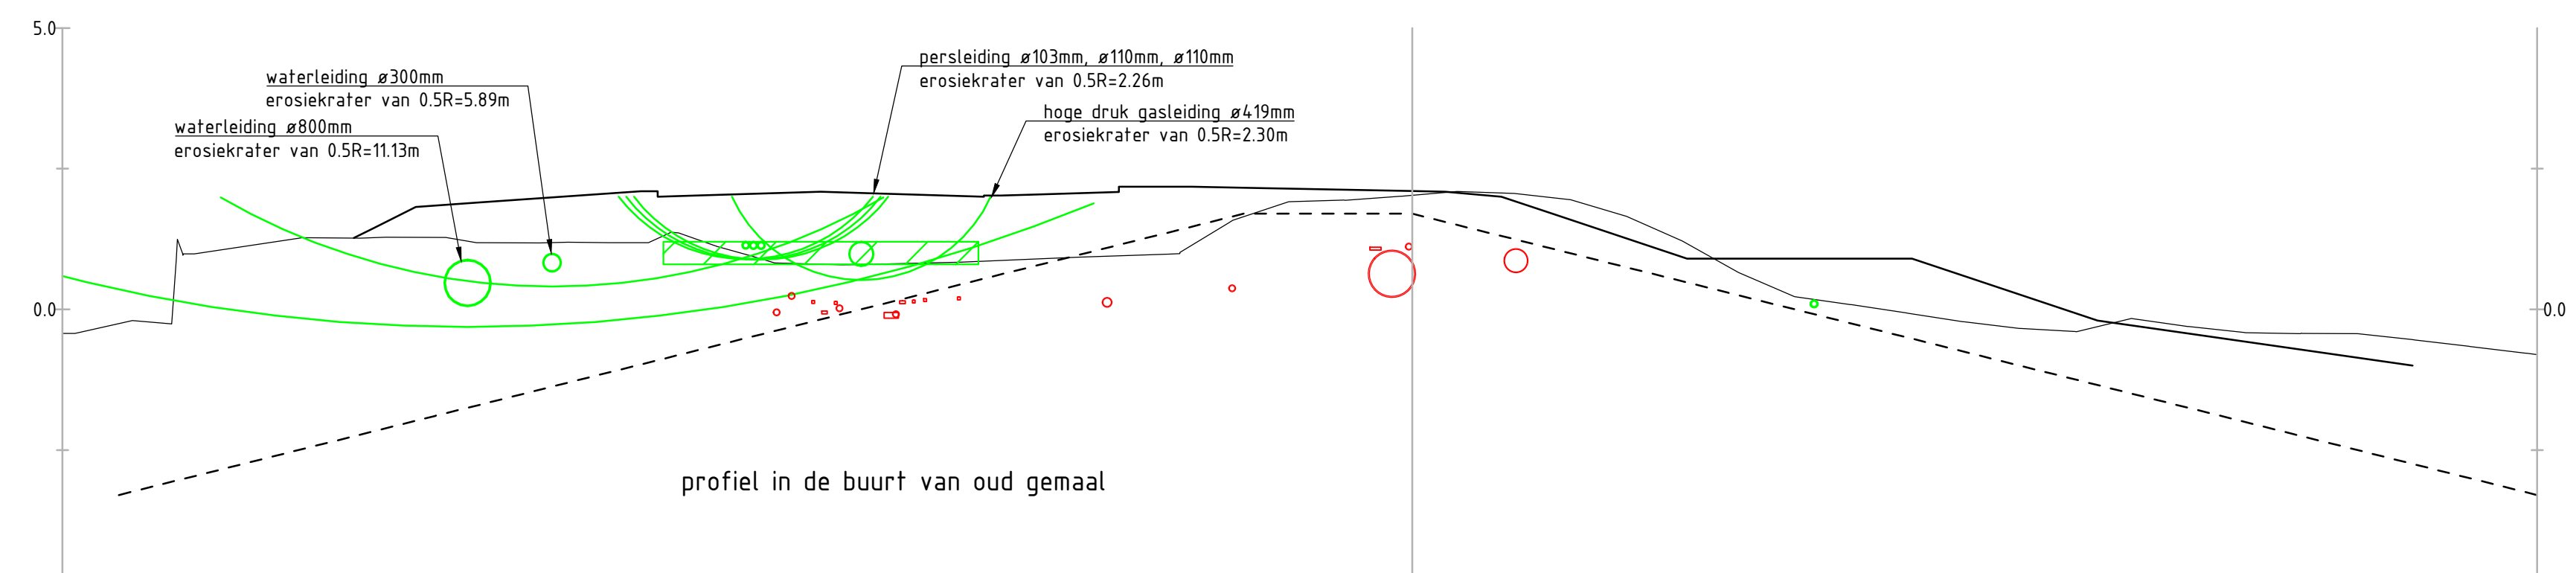 5.0
persleiding ø103mm, ø110mm, ø110mm
erosiekrater van 0.5R=2.26m
waterleiding ø300mm
erosiekrater van 0.5R=5.89m
hoge druk gasleiding ø419mm
erosiekrater van 0.5R=2.30m
waterleiding ø800mm
erosiekrater van 0.5R=11.13m
0.0
0.0
profiel in de buurt van oud gemaal